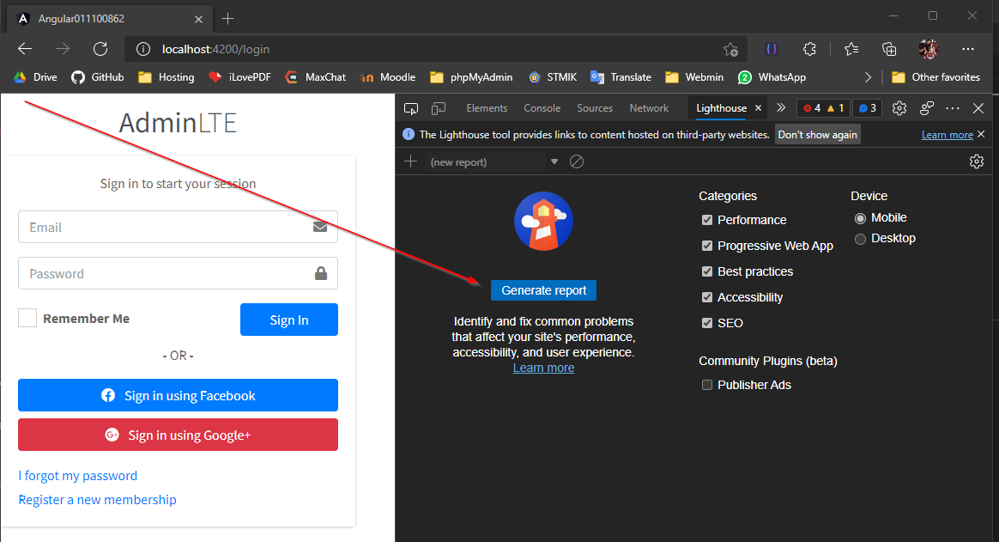 Angular011100862
localhost:4200/login
Drive GitHub Hosting iLovePDF MaxChat Moodle phpMyAdmin STMIK Translate Webmin 2 WhatsApp Other favorites
AdminLTE
Sign in to start your session
Email
Password
Remember Me Sign In
- OR -
Sign in using Facebook
Sign in using Google+
I forgot my password
Register a new membership
Elements Console Sources Network Lighthouse 4 1 3
The Lighthouse tool provides links to content hosted on third-party websites. Don't show again Learn more
(new report)
Generate report
Identify and fix common problems
that affect your site's performance,
accessibility, and user experience.
Learn more
Categories
Performance
Progressive Web App
Best practices
Accessibility
SEO
Community Plugins (beta)
Publisher Ads
Device
Mobile
Desktop